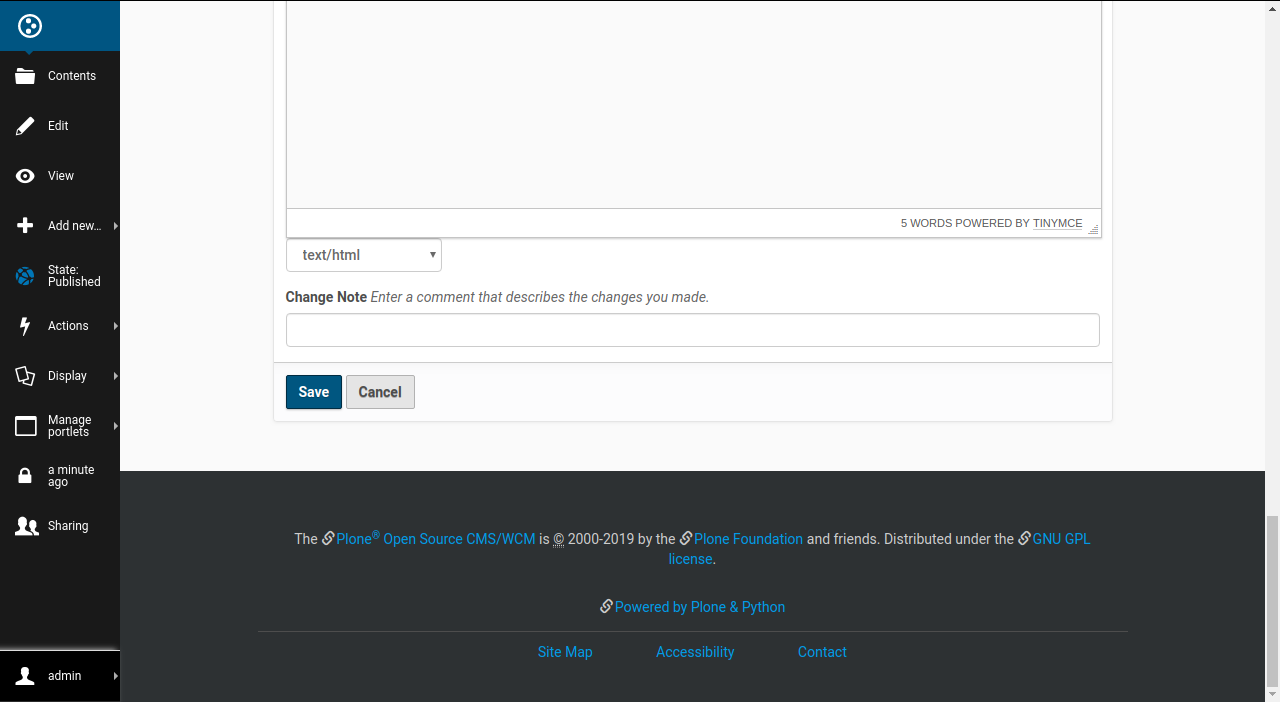 Contents
Edit
View
Add new...
State:
Published
Actions
Display
Manage
portlets
a minute
ago
Sharing
admin
5 WORDS POWERED BY TINYMCE
text/html
Change Note Enter a comment that describes the changes you made.
Save Cancel
The Plone® Open Source CMS/WCM is © 2000-2019 by the Plone Foundation and friends. Distributed under the GNU GPL
license.
Powered by Plone & Python
Site Map Accessibility Contact